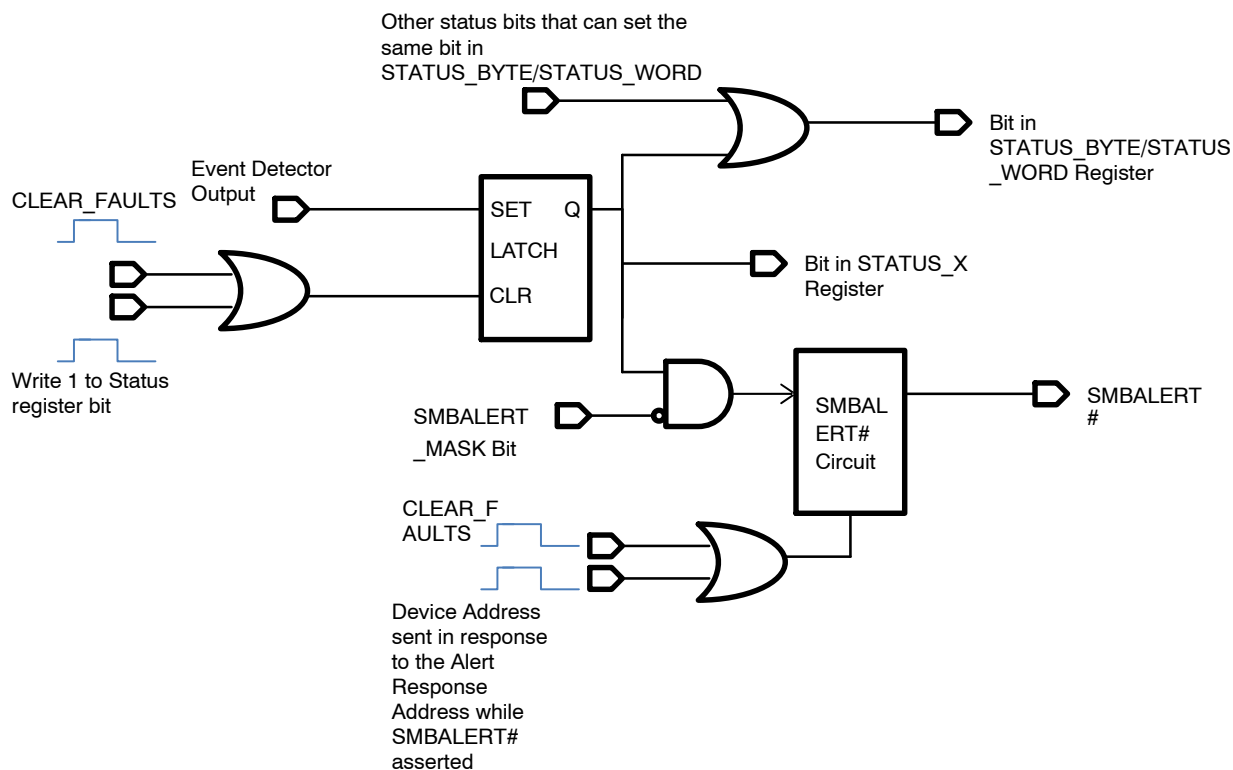 Other status bits that can set the
same bit in
STATUS_BYTE/STATUS_WORD
Bit in
STATUS_BYTE/STATUS
_WORD Register
Event Detector
Output
CLEAR_FAULTS
SET Q
LATCH
CLR
Bit in STATUS_X
Register
Write 1 to Status
register bit
SMBALERT
_MASK Bit
SMBAL
ERT#
Circuit
SMBALERT
#
CLEAR_F
AULTS
Device Address
sent in response
to the Alert
Response
Address while
SMBALERT#
asserted